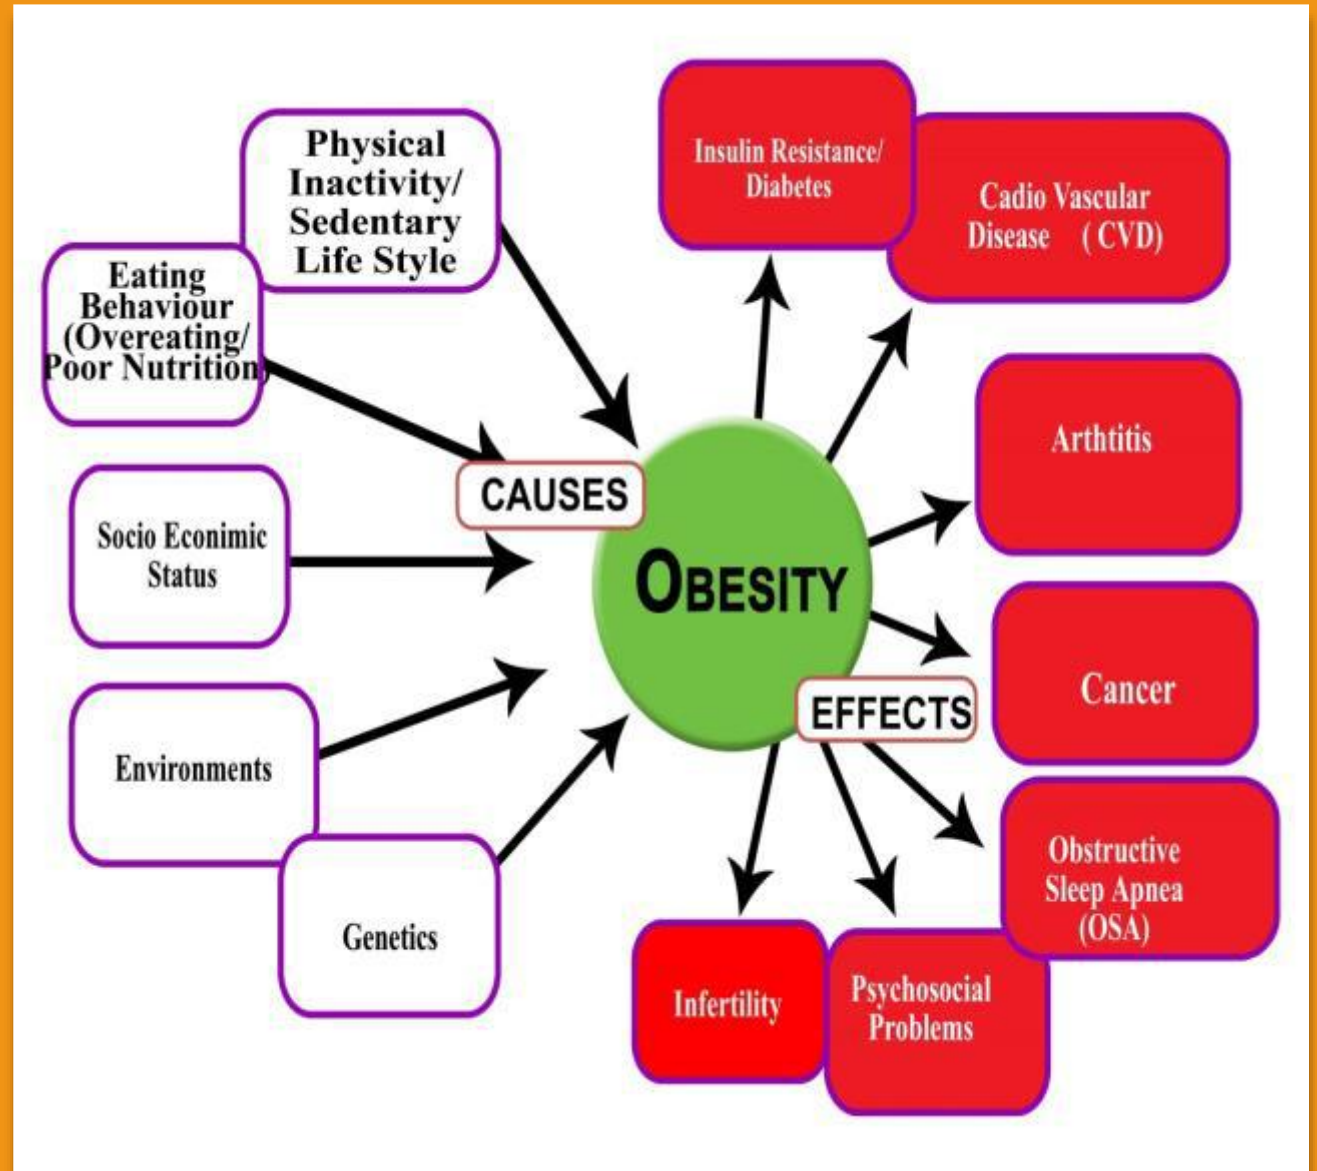 Physical
Inactivity/
Sedentary
Life Style
Eating
Behaviour
(Overeating/
Poor Nutrition)
Socio Econimic
Status
Environments
Genetics
CAUSES
OBESITY
EFFECTS
Insulin Resistance/
Diabetes
Cadio Vascular
Disease ( CVD)
Arthtitis
Cancer
Obstructive
Sleep Apnea
(OSA)
Psychosocial
Problems
Infertility